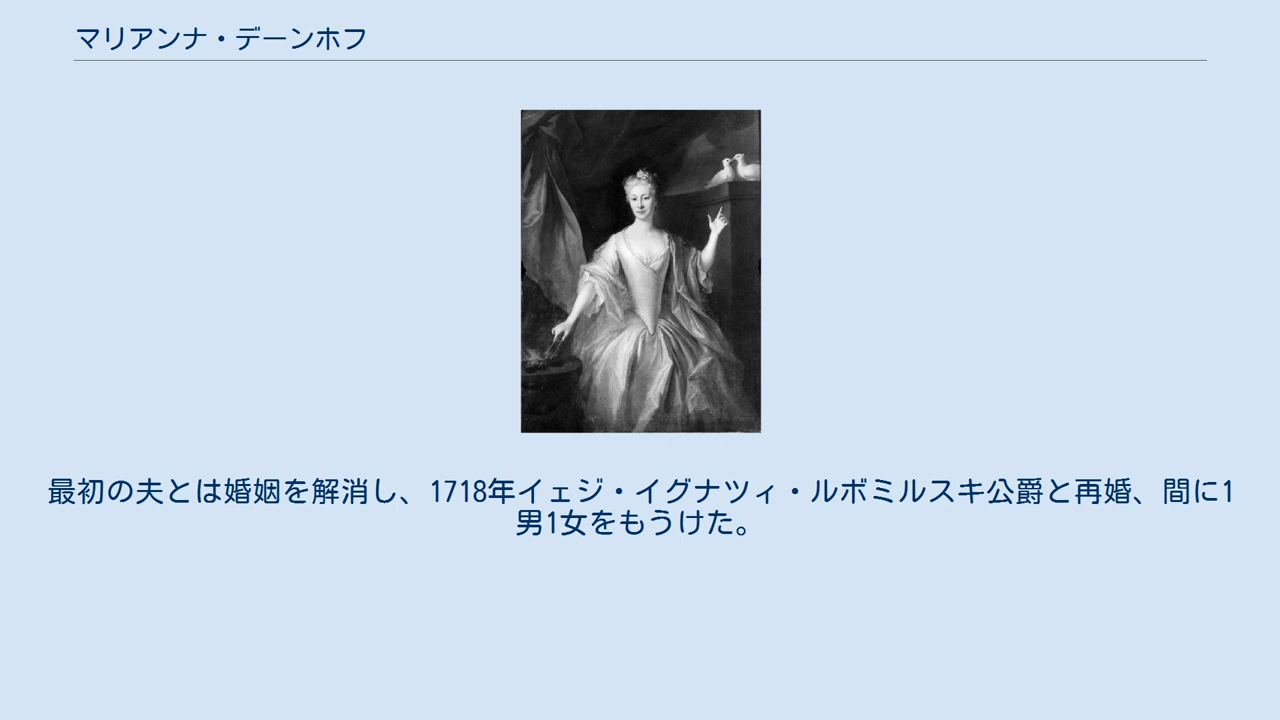 マリアンナ・デーンホフ
最初の夫とは婚姻を解消し、1718年イェジ・イグナツィ・ルボミルスキ公爵と再婚、間に1
男1女をもうけた。